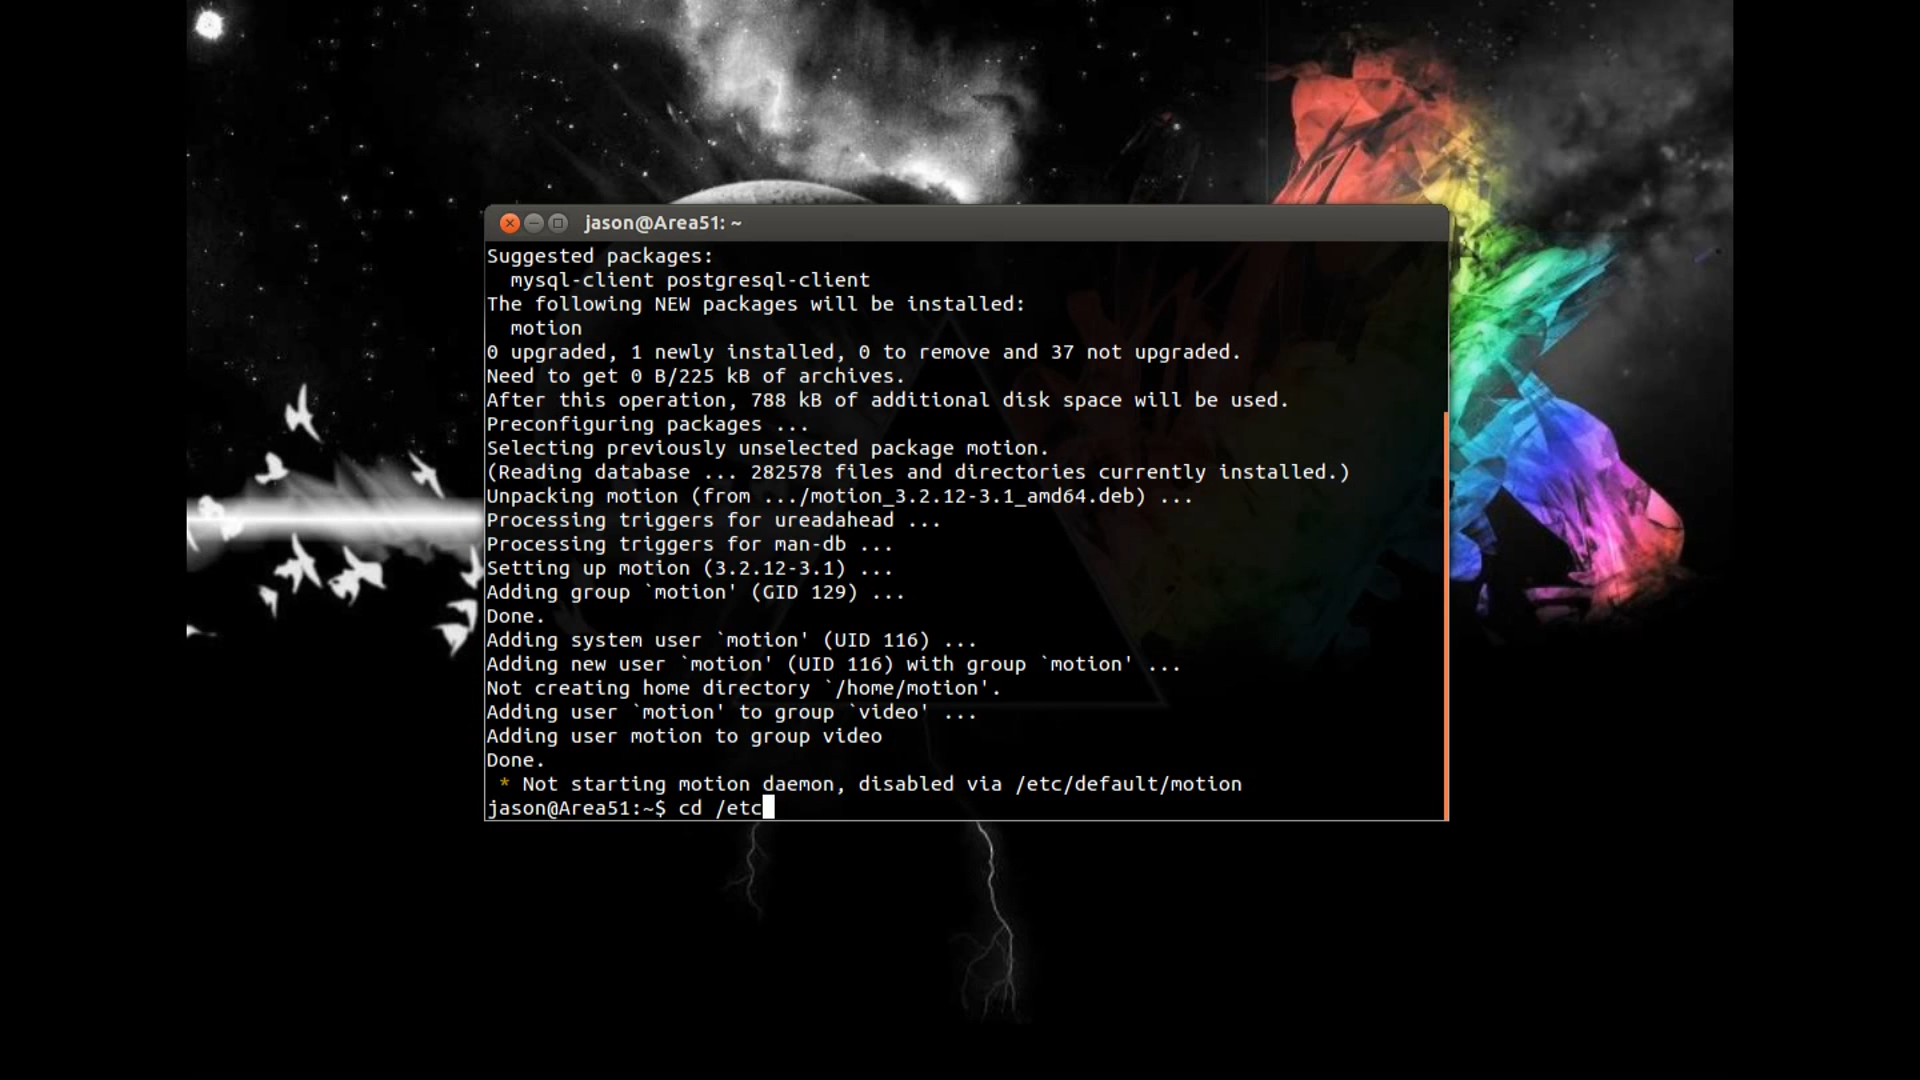 jason@Area51: ~
Suggested packages:
  mysql-client postgresql-client
The following NEW packages will be installed:
  motion
0 upgraded, 1 newly installed, 0 to remove and 37 not upgraded.
Need to get 0 B/225 kB of archives.
After this operation, 788 kB of additional disk space will be used.
Preconfiguring packages ...
Selecting previously unselected package motion.
(Reading database ... 282578 files and directories currently installed.)
Unpacking motion (from .../motion_3.2.12-3.1_amd64.deb) ...
Processing triggers for ureadahead ...
Processing triggers for man-db ...
Setting up motion (3.2.12-3.1) ...
Adding group `motion' (GID 129) ...
Done.
Adding system user `motion' (UID 116) ...
Adding new user `motion' (UID 116) with group `motion' ...
Not creating home directory `/home/motion'.
Adding user `motion' to group `video' ...
Adding user motion to group video
Done.
 * Not starting motion daemon, disabled via /etc/default/motion
jason@Area51:~$ cd /etc